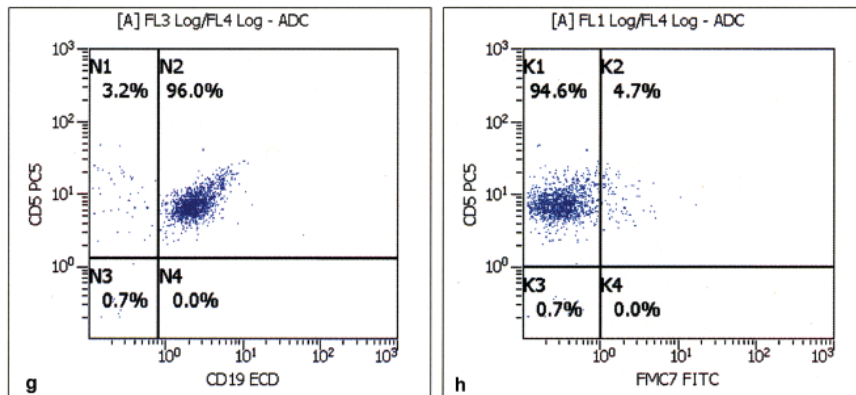 [A] FL3 Log/FL4 Log - ADC
10³
10²
10¹
10⁰
CD5 PC5
N1
3.2%
N2
96.0%
N3
0.7%
N4
0.0%
10⁰ 10¹ 10² 10³
CD19 ECD
g
[A] FL1 Log/FL4 Log - ADC
10³
10²
10¹
10⁰
CD5 PC5
K1
94.6%
K2
4.7%
K3
0.7%
K4
0.0%
10⁰ 10¹ 10² 10³
FMC7 FITC
h